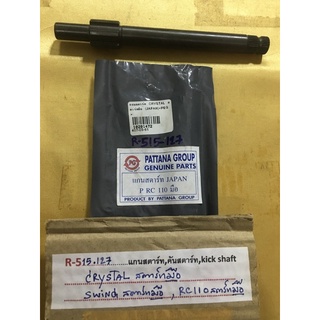 R-515-127
PATTANA GROUP
GENUINE PARTS
แกนสตาร์ท JAPAN
P RC 110 มือ
PRODUCT BY PATTANA GROUP
R-515.127
แกนสตาร์ท,คันสตาร์ท,kick shaft
CRYSTAL สตาร์ทมือ
SWING สตาร์ทมือ, RC110 สตาร์ทมือ